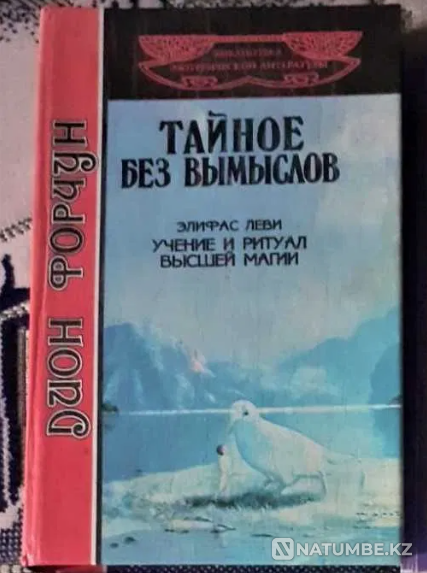 БИБЛИОТЕКА
ЭЗОТЕРИЧЕСКОЙ ЛИТЕРАТУРЫ
ДИОН ФОРЧУН
ТАЙНОЕ
БЕЗ ВЫМЫСЛОВ
ЭЛИФАС ЛЕВИ
УЧЕНИЕ И РИТУАЛ
ВЫСШЕЙ МАГИИ
NATUMBE.KZ